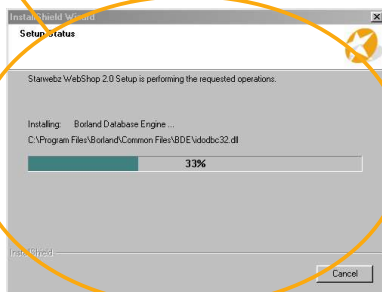 InstallShield Wizard
Setup Status
Starwebz WebShop 2.0 Setup is performing the requested operations.
Installing: Borland Database Engine ...
C:\Program Files\Borland\Common Files\BDE\idodbc32.dll
33%
InstallShield
Cancel